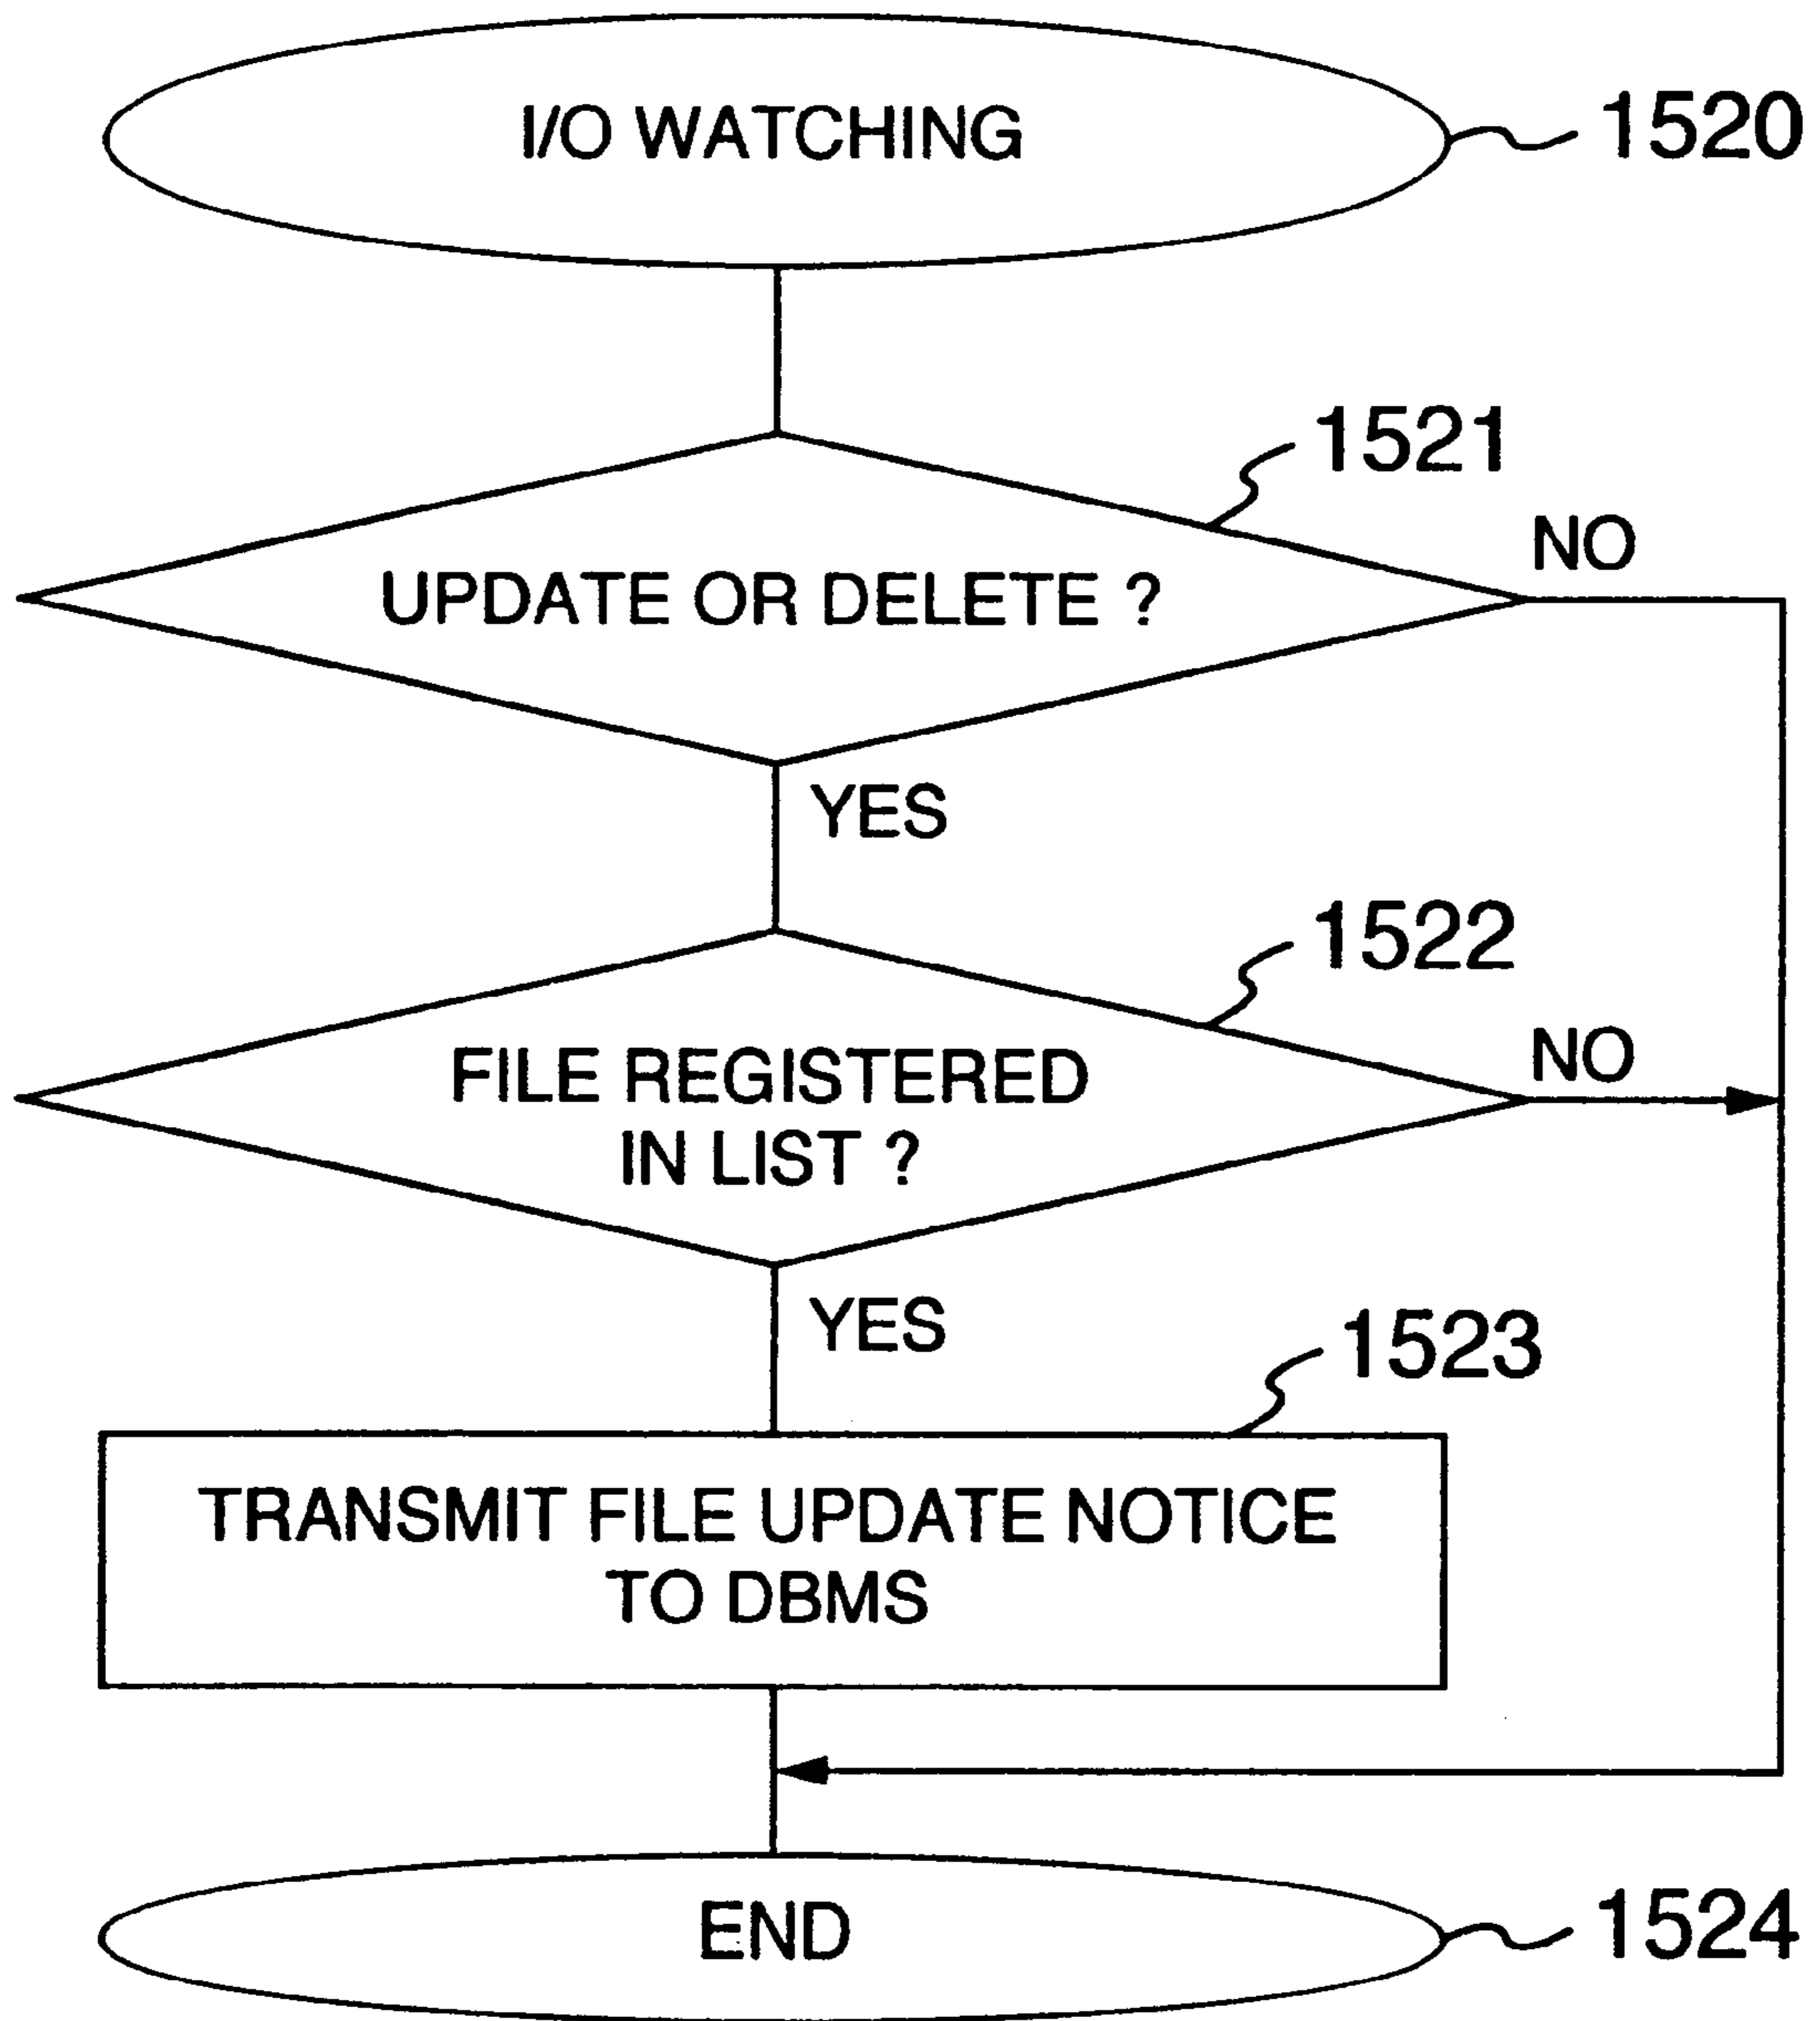 I/O WATCHING
1520
1521
NO
UPDATE OR DELETE ?
YES
1522
NO
FILE REGISTERED
IN LIST ?
YES
1523
TRANSMIT FILE UPDATE NOTICE
TO DBMS
END
1524